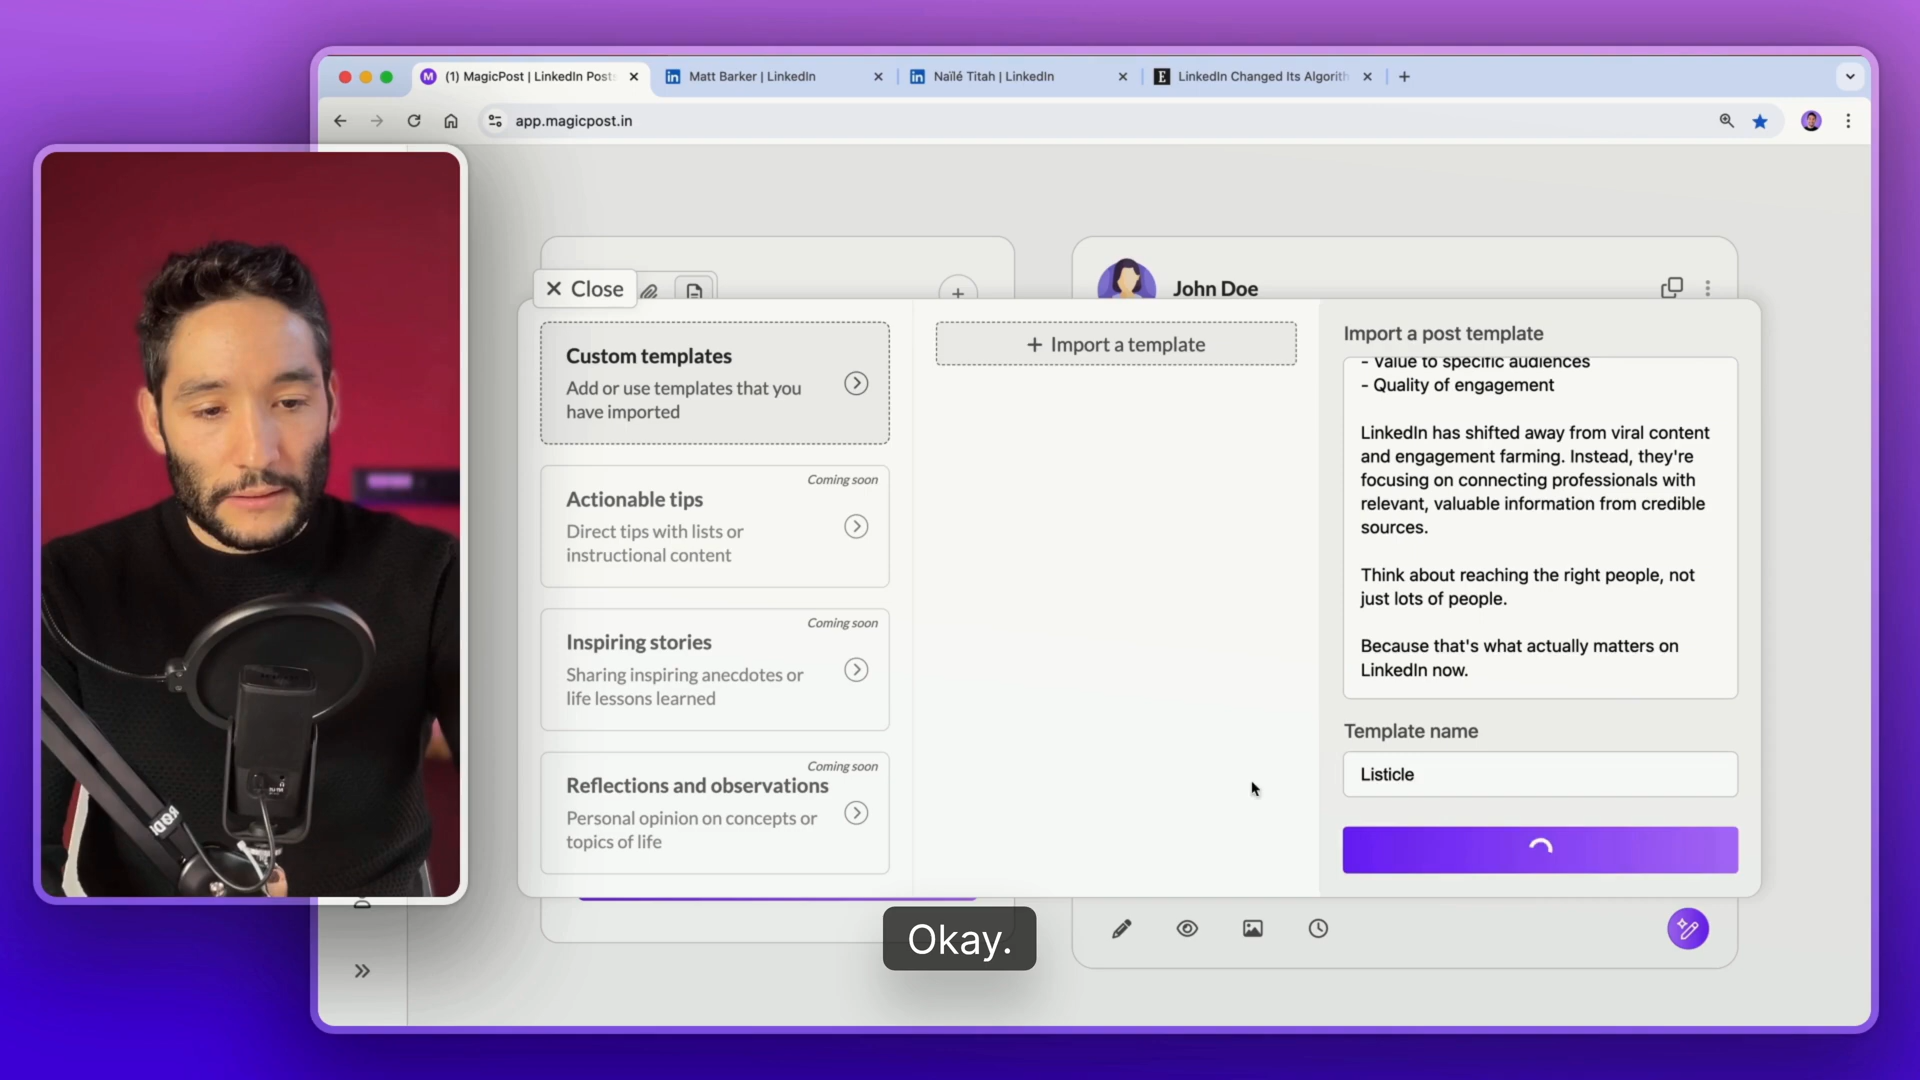 (1) MagicPost | LinkedIn Posts
Matt Barker | LinkedIn
Naïlé Titah | LinkedIn
LinkedIn Changed Its Algorith
app.magicpost.in
Close
John Doe
Custom templates
Add or use templates that you
have imported
Coming soon
Actionable tips
Direct tips with lists or
instructional content
Coming soon
Inspiring stories
Sharing inspiring anecdotes or
life lessons learned
Coming soon
Reflections and observations
Personal opinion on concepts or
topics of life
+ Import a template
Import a post template
- Value to specific audiences
- Quality of engagement
LinkedIn has shifted away from viral content
and engagement farming. Instead, they're
focusing on connecting professionals with
relevant, valuable information from credible
sources.
Think about reaching the right people, not
just lots of people.
Because that's what actually matters on
LinkedIn now.
Template name
Listicle
RØDE
Okay.